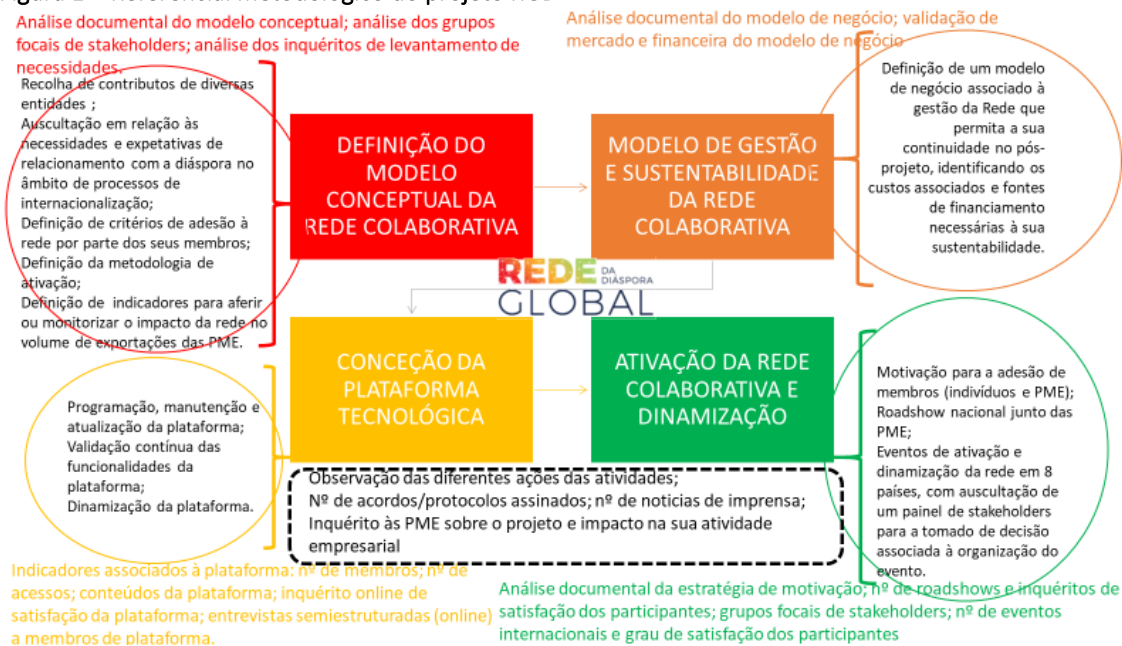 Análise documental do modelo conceptual; análise dos grupos
focais de stakeholders; análise dos inquéritos de levantamento de
necessidades.
Recolha de contributos de diversas
entidades ;
Auscultação em relação às
necessidades e expetativas de
relacionamento com a diáspora no
âmbito de processos de
internacionalização;
Definição de critérios de adesão à
rede por parte dos seus membros;
Definição da metodologia de
ativação;
Definição de indicadores para aferir
ou monitorizar o impacto da rede no
volume de exportações das PME.
DEFINIÇÃO DO
MODELO
CONCEPTUAL DA
REDE COLABORATIVA
Análise documental do modelo de negócio; validação de
mercado e financeira do modelo de negócio
MODELO DE GESTÃO
E SUSTENTABILIDADE
DA REDE
COLABORATIVA
Definição de um modelo
de negócio associado à
gestão da Rede que
permita a sua
continuidade no pós-
projeto, identificando os
custos associados e fontes
de financiamento
necessárias à sua
sustentabilidade.
REDE DA DIÁSPORA
GLOBAL
Programação, manutenção e
atualização da plataforma;
Validação contínua das
funcionalidades da
plataforma;
Dinamização da plataforma.
CONCEÇÃO DA
PLATAFORMA
TECNOLÓGICA
ATIVAÇÃO DA REDE
COLABORATIVA E
DINAMIZAÇÃO
Motivação para a adesão de
membros (indivíduos e PME);
Roadshow nacional junto das
PME;
Eventos de ativação e
dinamização da rede em 8
países, com auscultação de
um painel de stakeholders
para a tomado de decisão
associada à organização do
evento.
Observação das diferentes ações das atividades;
Nº de acordos/protocolos assinados; nº de noticias de imprensa;
Inquérito às PME sobre o projeto e impacto na sua atividade
empresarial
Indicadores associados à plataforma: nº de membros; nº de
acessos; conteúdos da plataforma; inquérito online de
satisfação da plataforma; entrevistas semiestruturadas (online)
a membros de plataforma.
Análise documental da estratégia de motivação; nº de roadshows e inquéritos de
satisfação dos participantes; grupos focais de stakeholders; nº de eventos
internacionais e grau de satisfação dos participantes